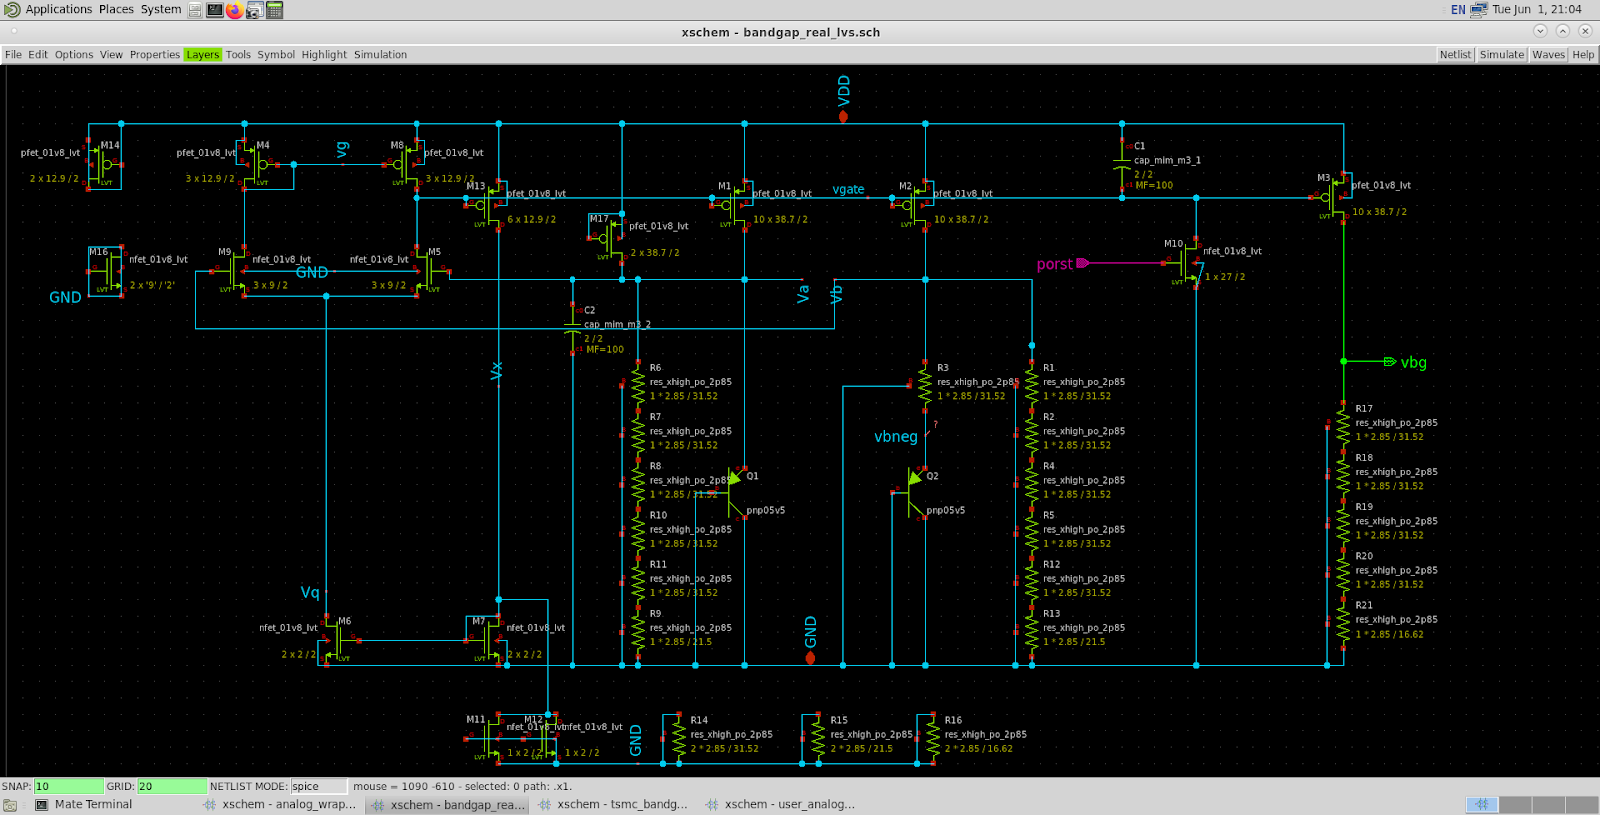 Applications Places System
EN Tue Jun 1, 21:04
xschem - bandgap_real_lvs.sch
File Edit Options View Properties Layers Tools Symbol Highlight Simulation
Netlist Simulate Waves Help
VDD
M14
pfet_01v8_lvt
2 x 12.9 / 2
LVT
M4
pfet_01v8_lvt
3 x 12.9 / 2
LVT
vg
M8
pfet_01v8_lvt
3 x 12.9 / 2
LVT
M13
pfet_01v8_lvt
6 x 12.9 / 2
LVT
M17
pfet_01v8_lvt
2 x 38.7 / 2
LVT
M1
pfet_01v8_lvt
10 x 38.7 / 2
LVT
vgate
M2
pfet_01v8_lvt
10 x 38.7 / 2
LVT
C1
cap_mim_m3_1
2 / 2
MF=100
M3
pfet_01v8_lvt
10 x 38.7 / 2
LVT
M16
nfet_01v8_lvt
2 x '9' / '2'
LVT
GND
M9
nfet_01v8_lvt
3 x 9 / 2
LVT
GND
M5
nfet_01v8_lvt
3 x 9 / 2
LVT
porst
M10
nfet_01v8_lvt
1 x 27 / 2
LVT
Va
Vb
C2
cap_mim_m3_2
2 / 2
MF=100
Vx
R6
res_xhigh_po_2p85
1 * 2.85 / 31.52
R7
res_xhigh_po_2p85
1 * 2.85 / 31.52
R8
res_xhigh_po_2p85
1 * 2.85 / 31.52
R10
res_xhigh_po_2p85
1 * 2.85 / 31.52
R11
res_xhigh_po_2p85
1 * 2.85 / 31.52
R9
res_xhigh_po_2p85
1 * 2.85 / 21.5
Q1
pnp05v5
R3
res_xhigh_po_2p85
1 * 2.85 / 31.52
vbneg
?
Q2
pnp05v5
R1
res_xhigh_po_2p85
1 * 2.85 / 31.52
R2
res_xhigh_po_2p85
1 * 2.85 / 31.52
R4
res_xhigh_po_2p85
1 * 2.85 / 31.52
R5
res_xhigh_po_2p85
1 * 2.85 / 31.52
R12
res_xhigh_po_2p85
1 * 2.85 / 31.52
R13
res_xhigh_po_2p85
1 * 2.85 / 21.5
vbg
R17
res_xhigh_po_2p85
1 * 2.85 / 31.52
R18
res_xhigh_po_2p85
1 * 2.85 / 31.52
R19
res_xhigh_po_2p85
1 * 2.85 / 31.52
R20
res_xhigh_po_2p85
1 * 2.85 / 31.52
R21
res_xhigh_po_2p85
1 * 2.85 / 16.62
Vq
M6
nfet_01v8_lvt
2 x 2 / 2
LVT
M7
nfet_01v8_lvt
2 x 2 / 2
LVT
GND
M11
nfet_01v8_lvt
1 x 2 / 2
LVT
M12
nfet_01v8_lvt
1 x 2 / 2
LVT
GND
R14
res_xhigh_po_2p85
2 * 2.85 / 31.52
R15
res_xhigh_po_2p85
2 * 2.85 / 21.5
R16
res_xhigh_po_2p85
2 * 2.85 / 16.62
SNAP: 10 GRID: 20 NETLIST MODE: spice mouse = 1090 -610 - selected: 0 path: .x1.
Mate Terminal
xschem - analog_wrap...
xschem - bandgap_rea...
xschem - tsmc_bandg...
xschem - user_analog...